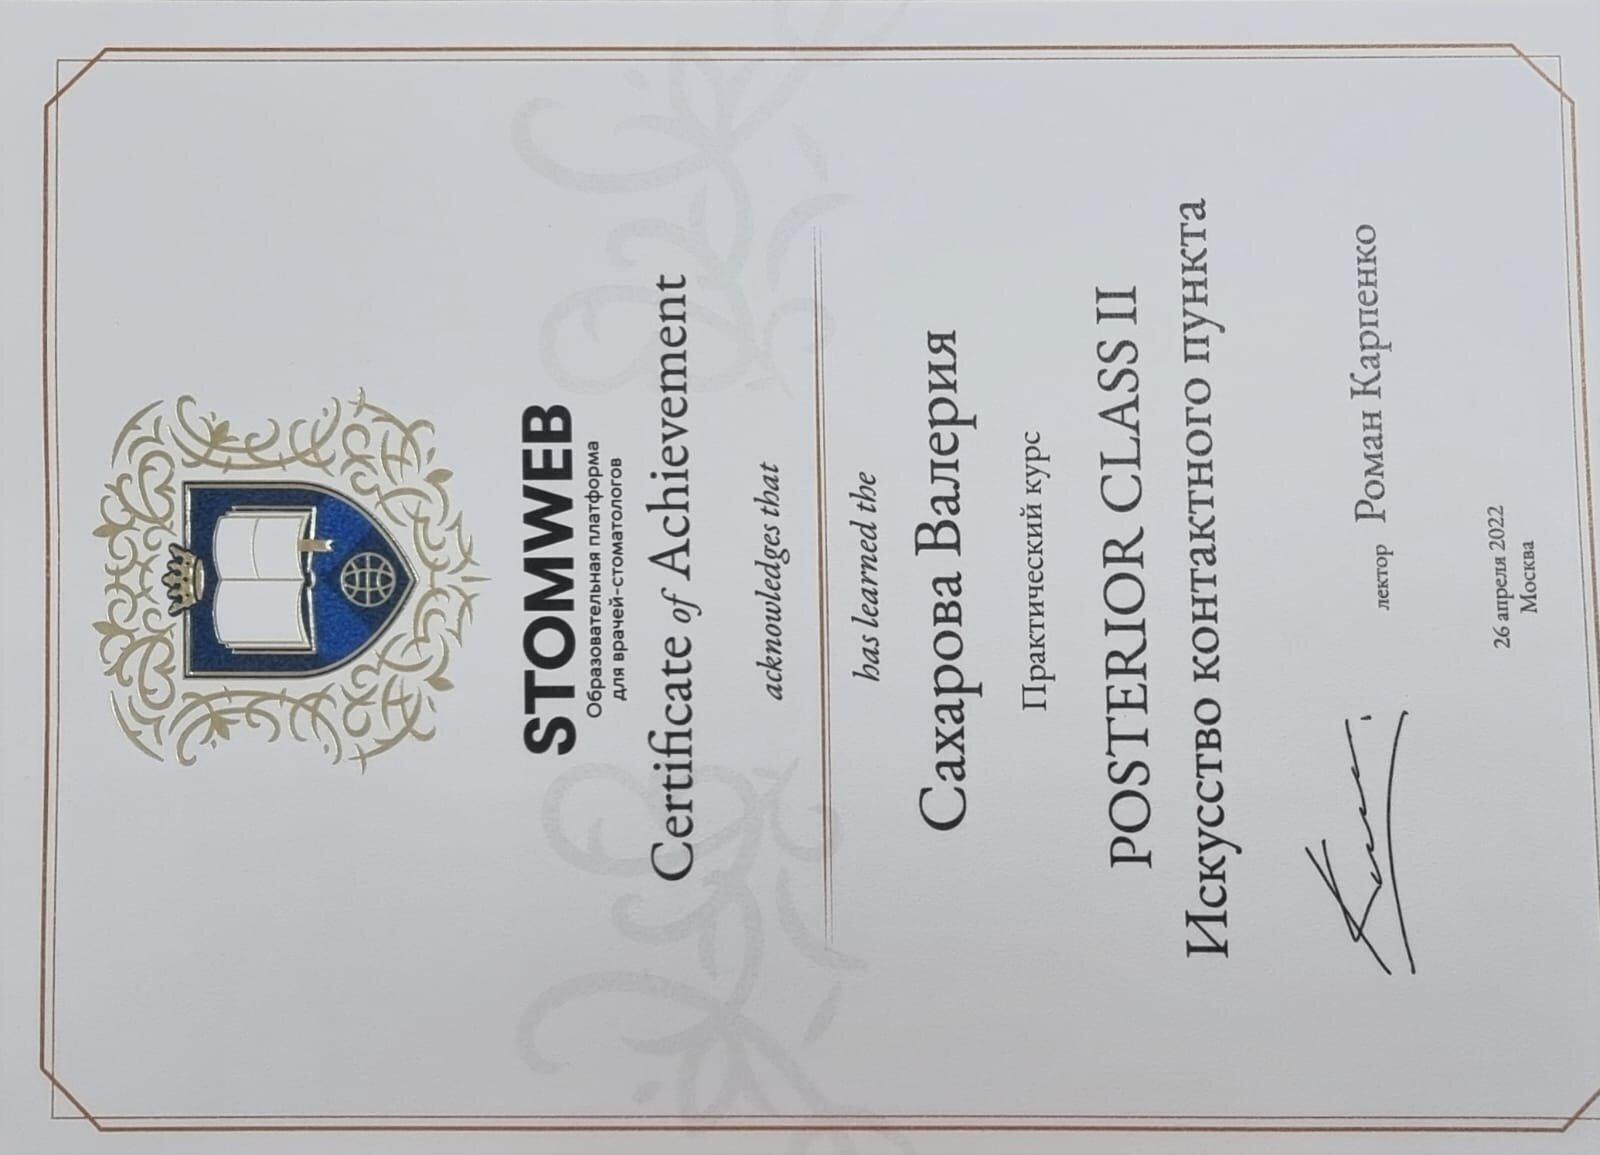 STOMWEB
Образовательная платформа
для врачей-стоматологов
Certificate of Achievement
acknowledges that
has learned the
Сахарова Валерия
Практический курс
POSTERIOR CLASS II
Искусство контактного пункта
лектор Роман Карпенко
26 апреля 2022
Москва